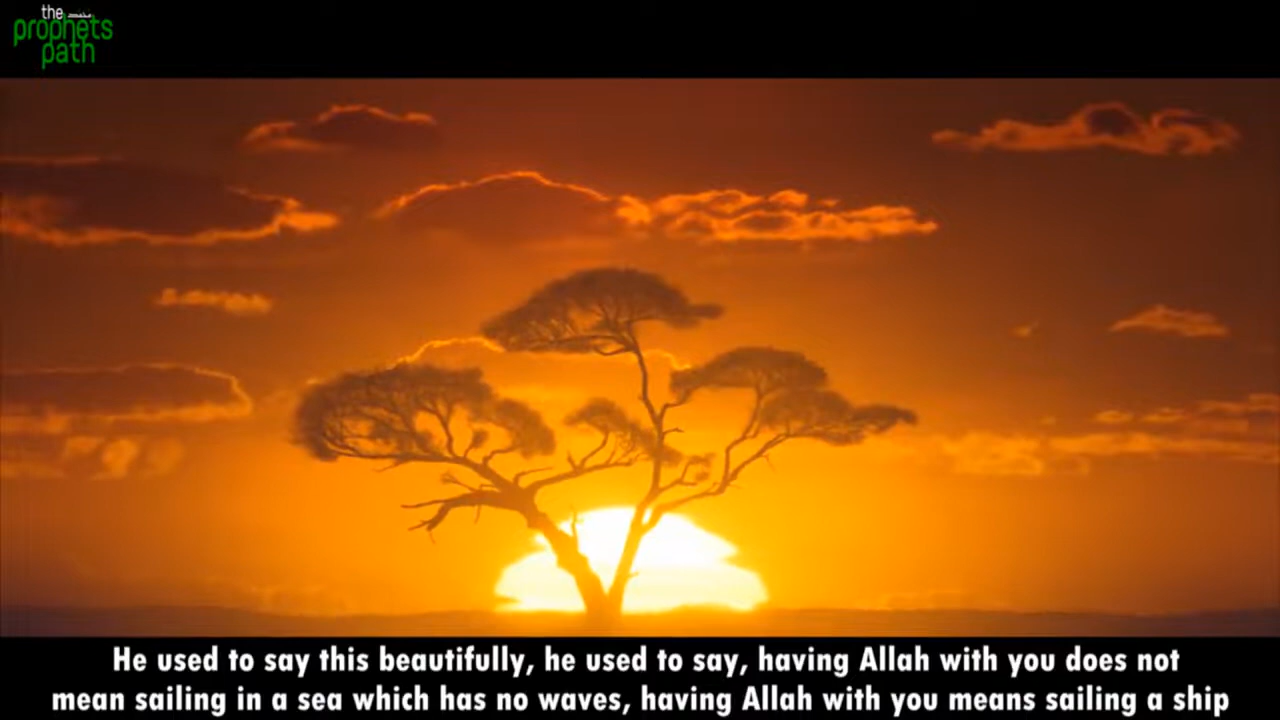 the
prophets
path
He used to say this beautifully, he used to say, having Allah with you does not
mean sailing in a sea which has no waves, having Allah with you means sailing a ship